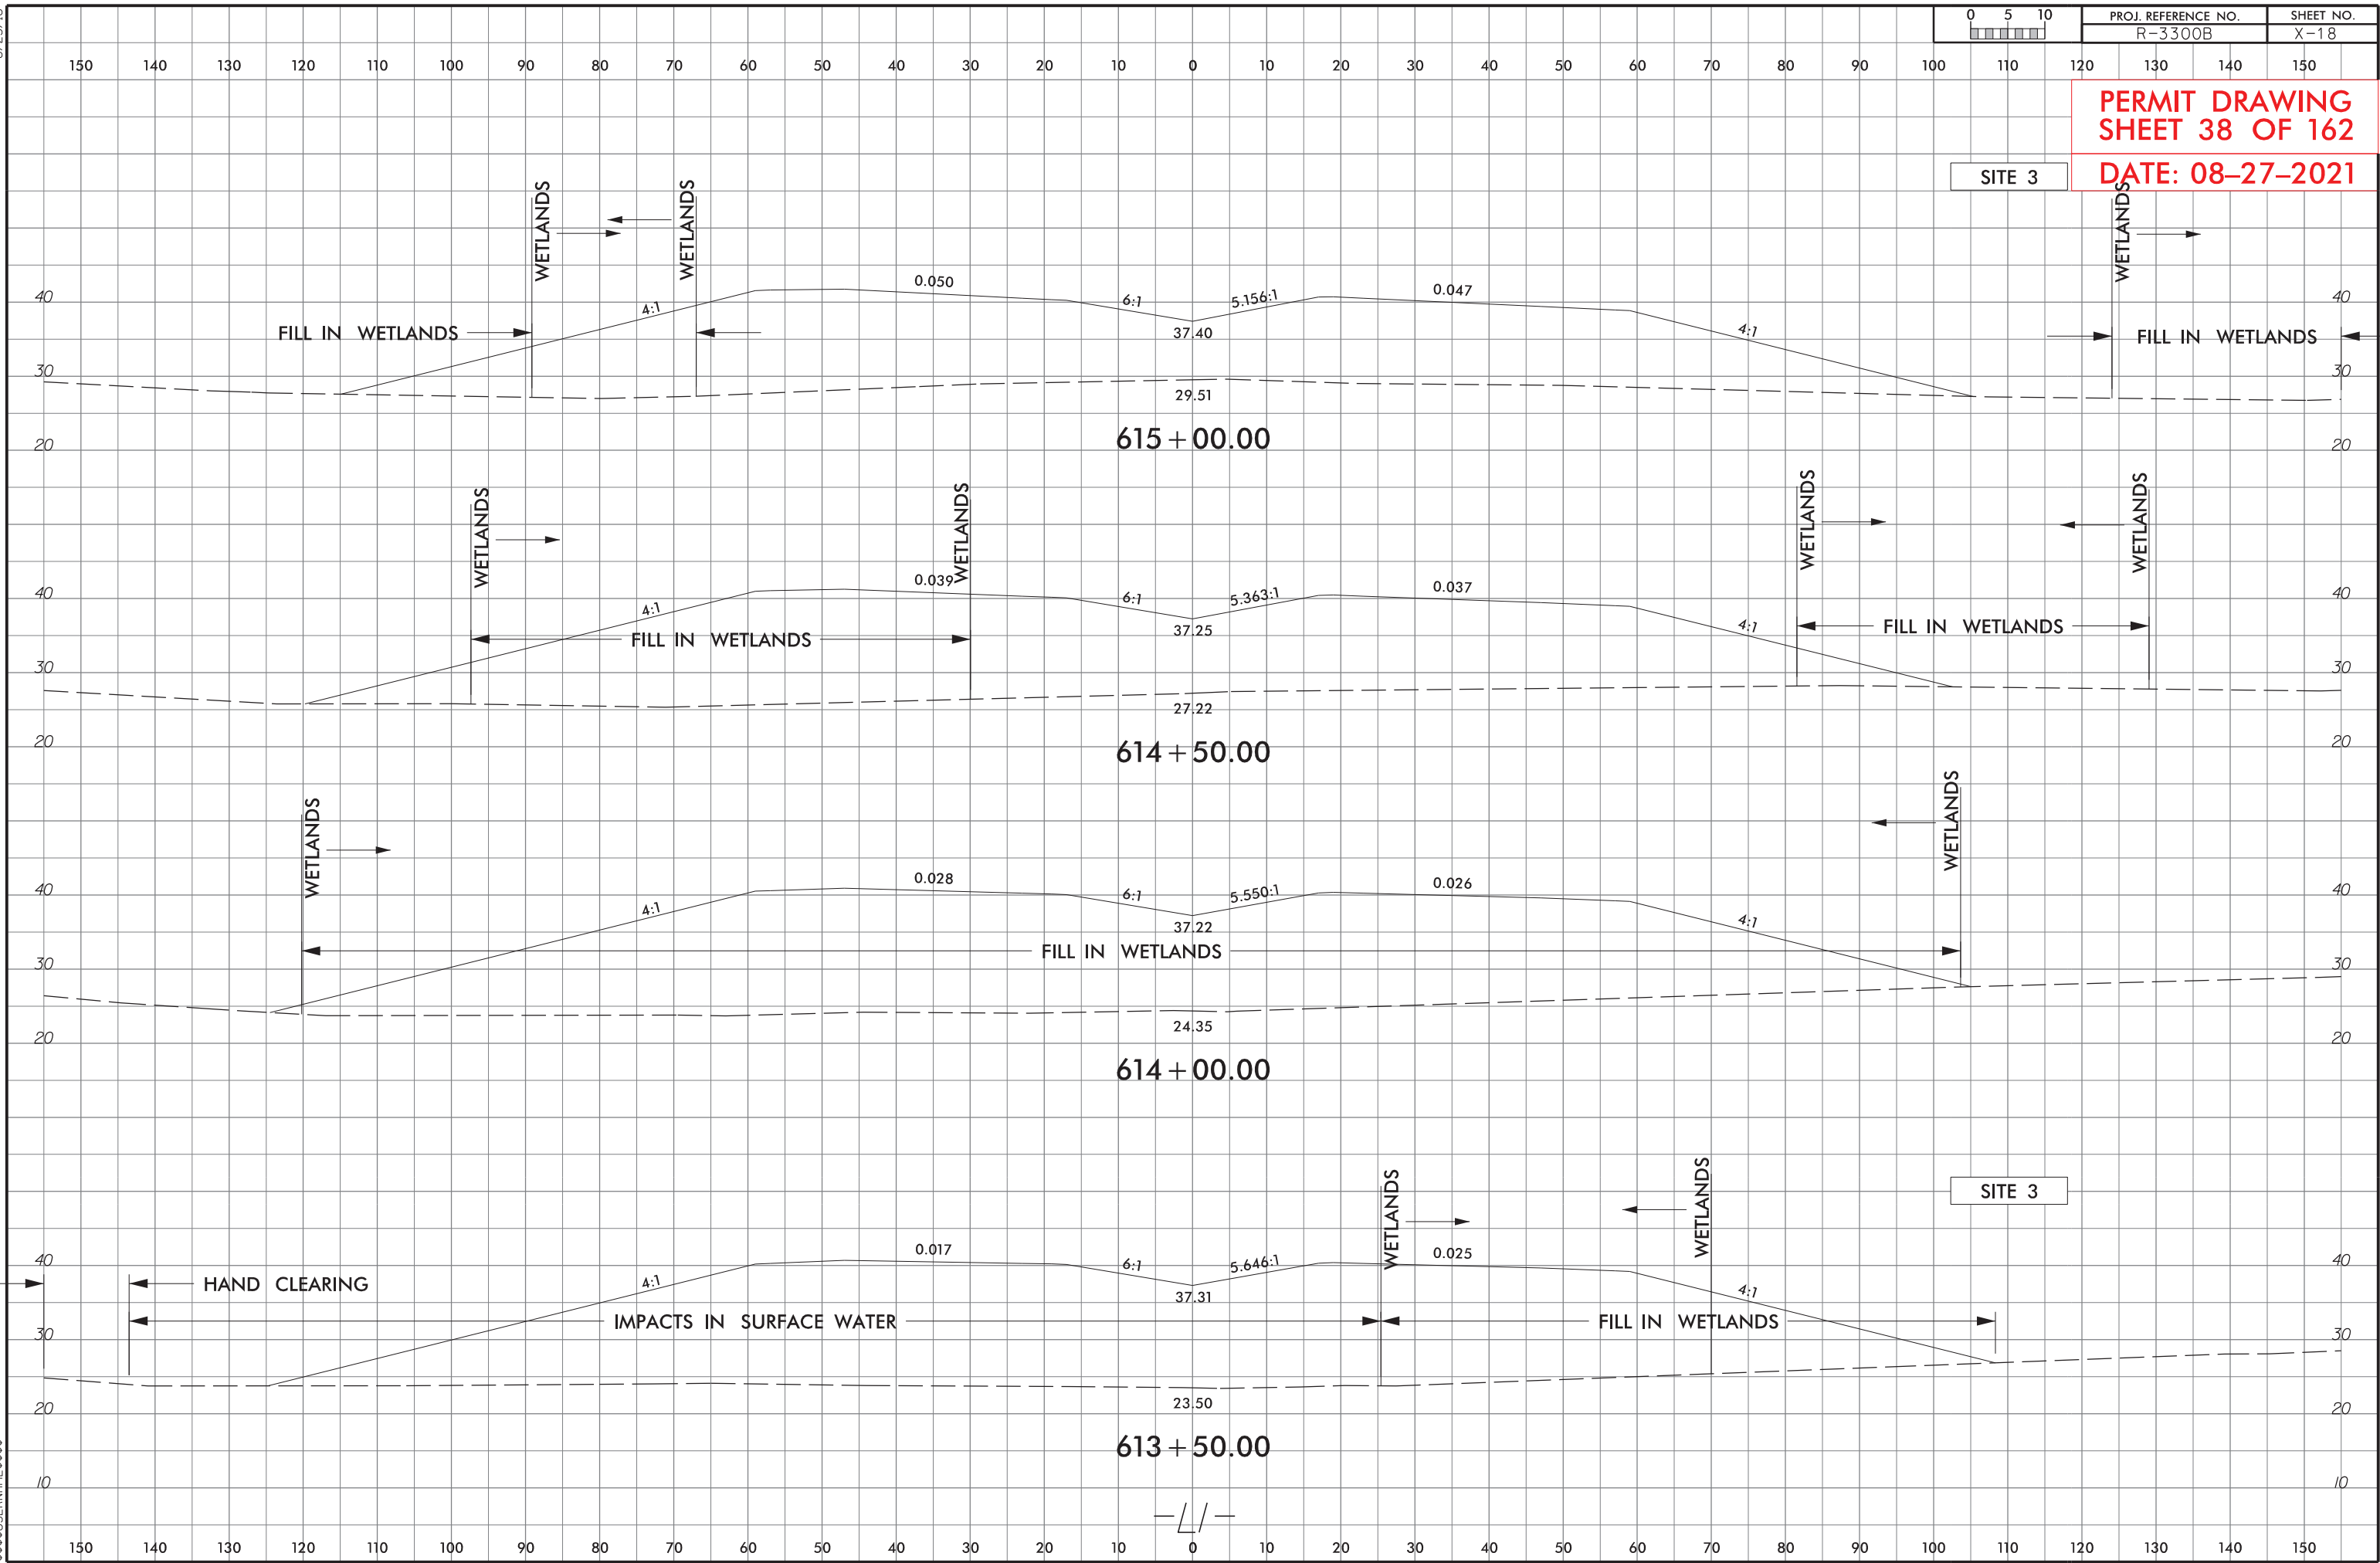 0 5 10
PROJ. REFERENCE NO. SHEET NO.
R-3300B X-18
150 140 130 120 110 100 90 80 70 60 50 40 30 20 10 0 10 20 30 40 50 60 70 80 90 100 110 120 130 140 150
PERMIT DRAWING
SHEET 38 OF 162
DATE: 08-27-2021
SITE 3
WETLANDS WETLANDS WETLANDS
0.050 0.047
40 4:1 6:1 5.156:1 4:1 40
FILL IN WETLANDS 37.40 FILL IN WETLANDS
30 30
29.51
615+00.00
20 20
WETLANDS WETLANDS WETLANDS WETLANDS
0.039 0.037
40 4:1 6:1 5.363:1 4:1 40
FILL IN WETLANDS 37.25 FILL IN WETLANDS
30 30
27.22
20 20
614+50.00
WETLANDS WETLANDS
0.028 0.026
40 4:1 6:1 5.550:1 4:1 40
37.22
FILL IN WETLANDS
30 30
24.35
20 20
614+00.00
WETLANDS WETLANDS
SITE 3
0.017 0.025
40 4:1 6:1 5.646:1 4:1 40
HAND CLEARING
37.31
IMPACTS IN SURFACE WATER FILL IN WETLANDS
30 30
23.50
20 20
613+50.00
10 10
-L-
150 140 130 120 110 100 90 80 70 60 50 40 30 20 10 0 10 20 30 40 50 60 70 80 90 100 110 120 130 140 150